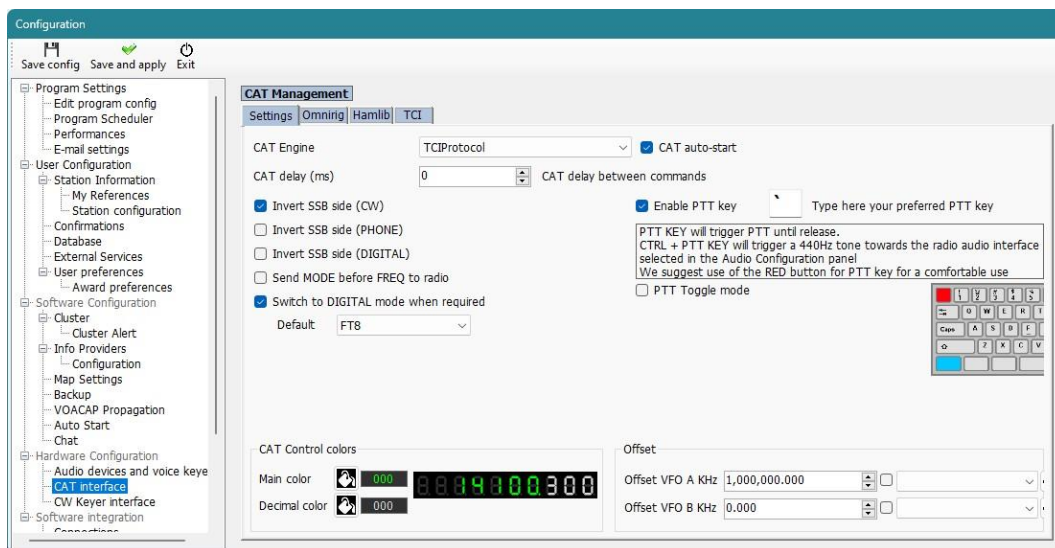 Configuration
Save config Save and apply Exit
Program Settings
Edit program config
Program Scheduler
Performances
E-mail settings
User Configuration
Station Information
My References
Station configuration
Confirmations
Database
External Services
User preferences
Award preferences
Software Configuration
Cluster
Cluster Alert
Info Providers
Configuration
Map Settings
Backup
VOACAP Propagation
Auto Start
Chat
Hardware Configuration
Audio devices and voice keye
CAT interface
CW Keyer interface
Software integration
CAT Management
Settings Omnirig Hamlib TCI
CAT Engine TCIProtocol CAT auto-start
CAT delay (ms) 0 CAT delay between commands
Invert SSB side (CW)
Invert SSB side (PHONE)
Invert SSB side (DIGITAL)
Send MODE before FREQ to radio
Switch to DIGITAL mode when required
Default FT8
Enable PTT key ` Type here your preferred PTT key
PTT KEY will trigger PTT until release.
CTRL + PTT KEY will trigger a 440Hz tone towards the radio audio interface
selected in the Audio Configuration panel
We suggest use of the RED button for PTT key for a comfortable use
PTT Toggle mode
Caps A S D F
Z X C V
CAT Control colors
Main color 000
Decimal color 000
14100.300
Offset
Offset VFO A KHz 1,000,000.000
Offset VFO B KHz 0.000